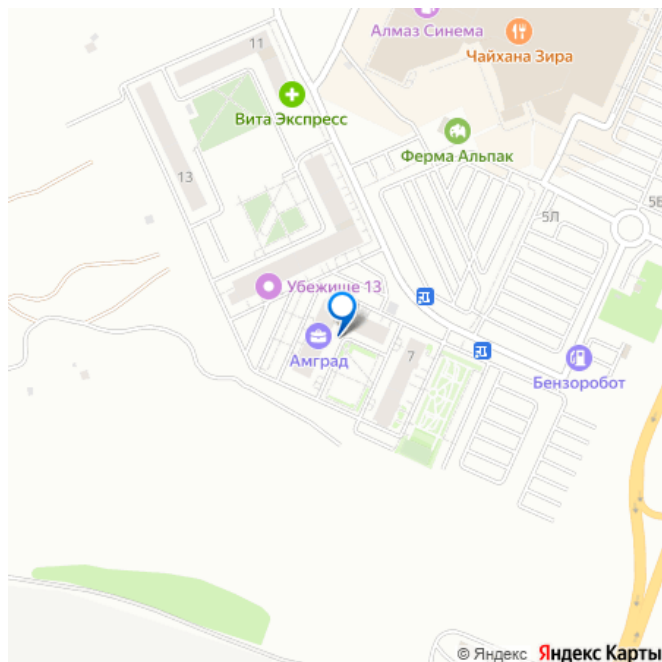 Алмаз Синема
11
Чайхана Зира
Вита Экспресс
Ферма Альпак
13
5Л
Убежище 13
Амград
7
Бензоробот
© Яндекс Яндекс Карты